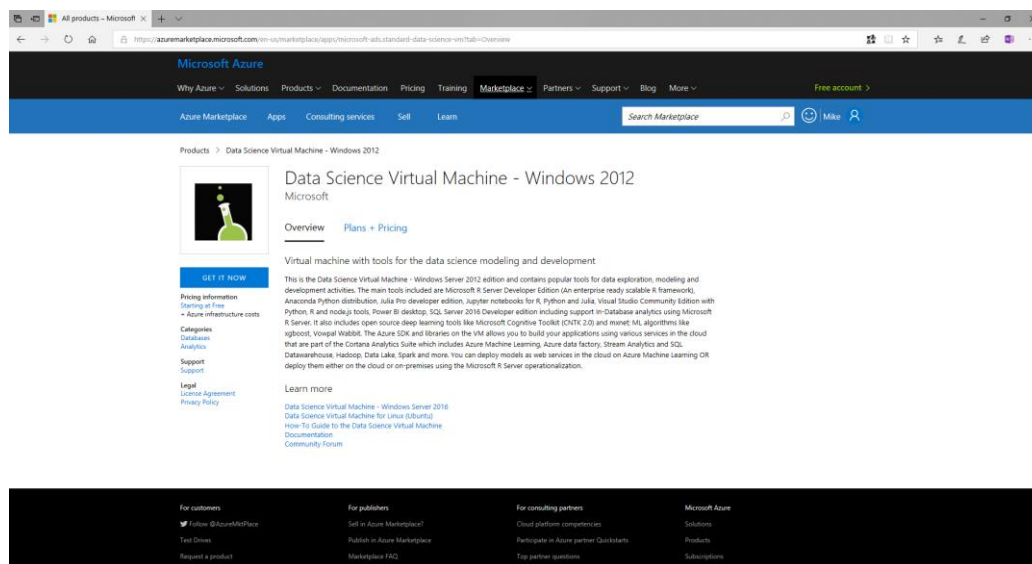 All products – Microsoft
https://azuremarketplace.microsoft.com/en-us/marketplace/apps/microsoft-ads.standard-data-science-vm?tab=Overview
Microsoft Azure
Why Azure Solutions Products Documentation Pricing Training Marketplace Partners Support Blog More Free account >
Azure Marketplace Apps Consulting services Sell Learn Search Marketplace Mike
Products > Data Science Virtual Machine - Windows 2012
Data Science Virtual Machine - Windows 2012
Microsoft
Overview Plans + Pricing
GET IT NOW
Pricing information
Starting at Free
+ Azure infrastructure costs
Categories
Databases
Analytics
Support
Support
Legal
License Agreement
Privacy Policy
Virtual machine with tools for the data science modeling and development
This is the Data Science Virtual Machine - Windows Server 2012 edition and contains popular tools for data exploration, modeling and
development activities. The main tools included are Microsoft R Server Developer Edition (An enterprise ready scalable R framework),
Anaconda Python distribution, Julia Pro developer edition, Jupyter notebooks for R, Python and Julia, Visual Studio Community Edition with
Python, R and node.js tools, Power BI desktop, SQL Server 2016 Developer edition including support In-Database analytics using Microsoft
R Server. It also includes open source deep learning tools like Microsoft Cognitive Toolkit (CNTK 2.0) and mxnet; ML algorithms like
xgboost, Vowpal Wabbit. The Azure SDK and libraries on the VM allows you to build your applications using various services in the cloud
that are part of the Cortana Analytics Suite which includes Azure Machine Learning, Azure data factory, Stream Analytics and SQL
Datawarehouse, Hadoop, Data Lake, Spark and more. You can deploy models as web services in the cloud on Azure Machine Learning OR
deploy them either on the cloud or on-premises using the Microsoft R Server operationalization.
Learn more
Data Science Virtual Machine - Windows Server 2016
Data Science Virtual Machine for Linux (Ubuntu)
How-To Guide to the Data Science Virtual Machine
Documentation
Community Forum
For customers For publishers For consulting partners Microsoft Azure
Follow @AzureMktPlace Sell in Azure Marketplace? Cloud platform competencies Solutions
Test Drives Publish in Azure Marketplace Participate in Azure partner Quickstarts Products
Request a product Marketplace FAQ Top partner questions Subscriptions